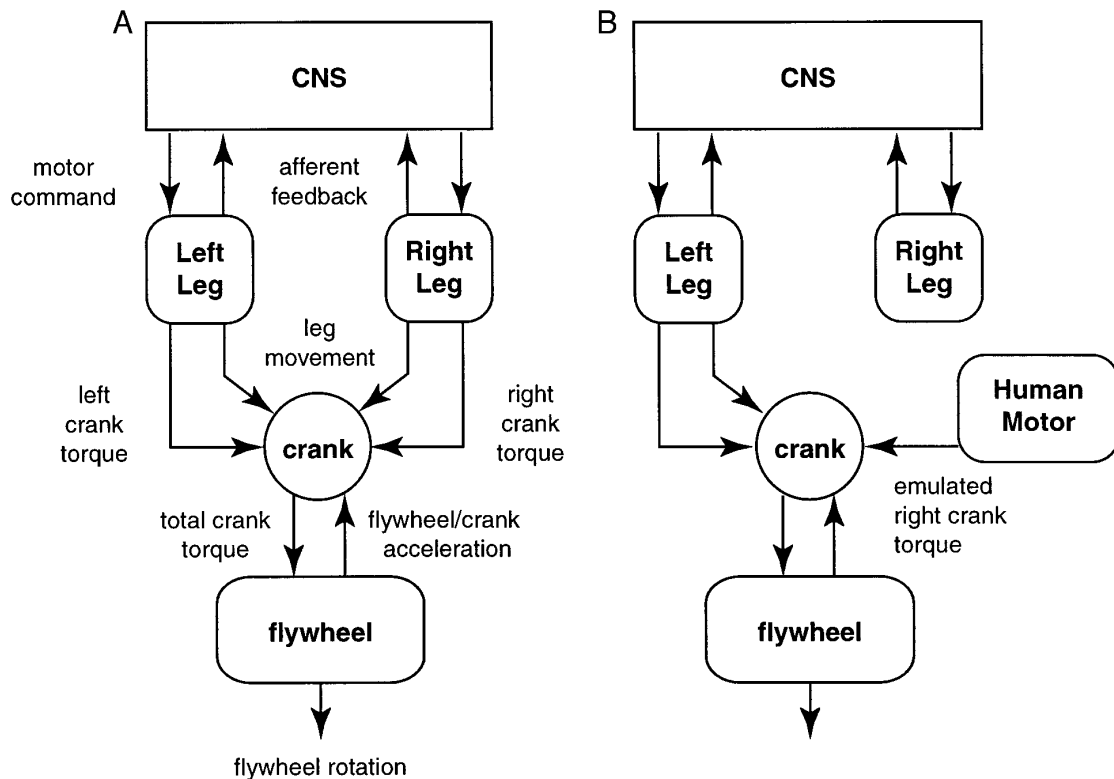 A
CNS
motor
command
afferent
feedback
Left
Leg
Right
Leg
leg
movement
left
crank
torque
right
crank
torque
crank
total crank
torque
flywheel/crank
acceleration
flywheel
flywheel rotation
B
CNS
Left
Leg
Right
Leg
Human
Motor
crank
emulated
right crank
torque
flywheel